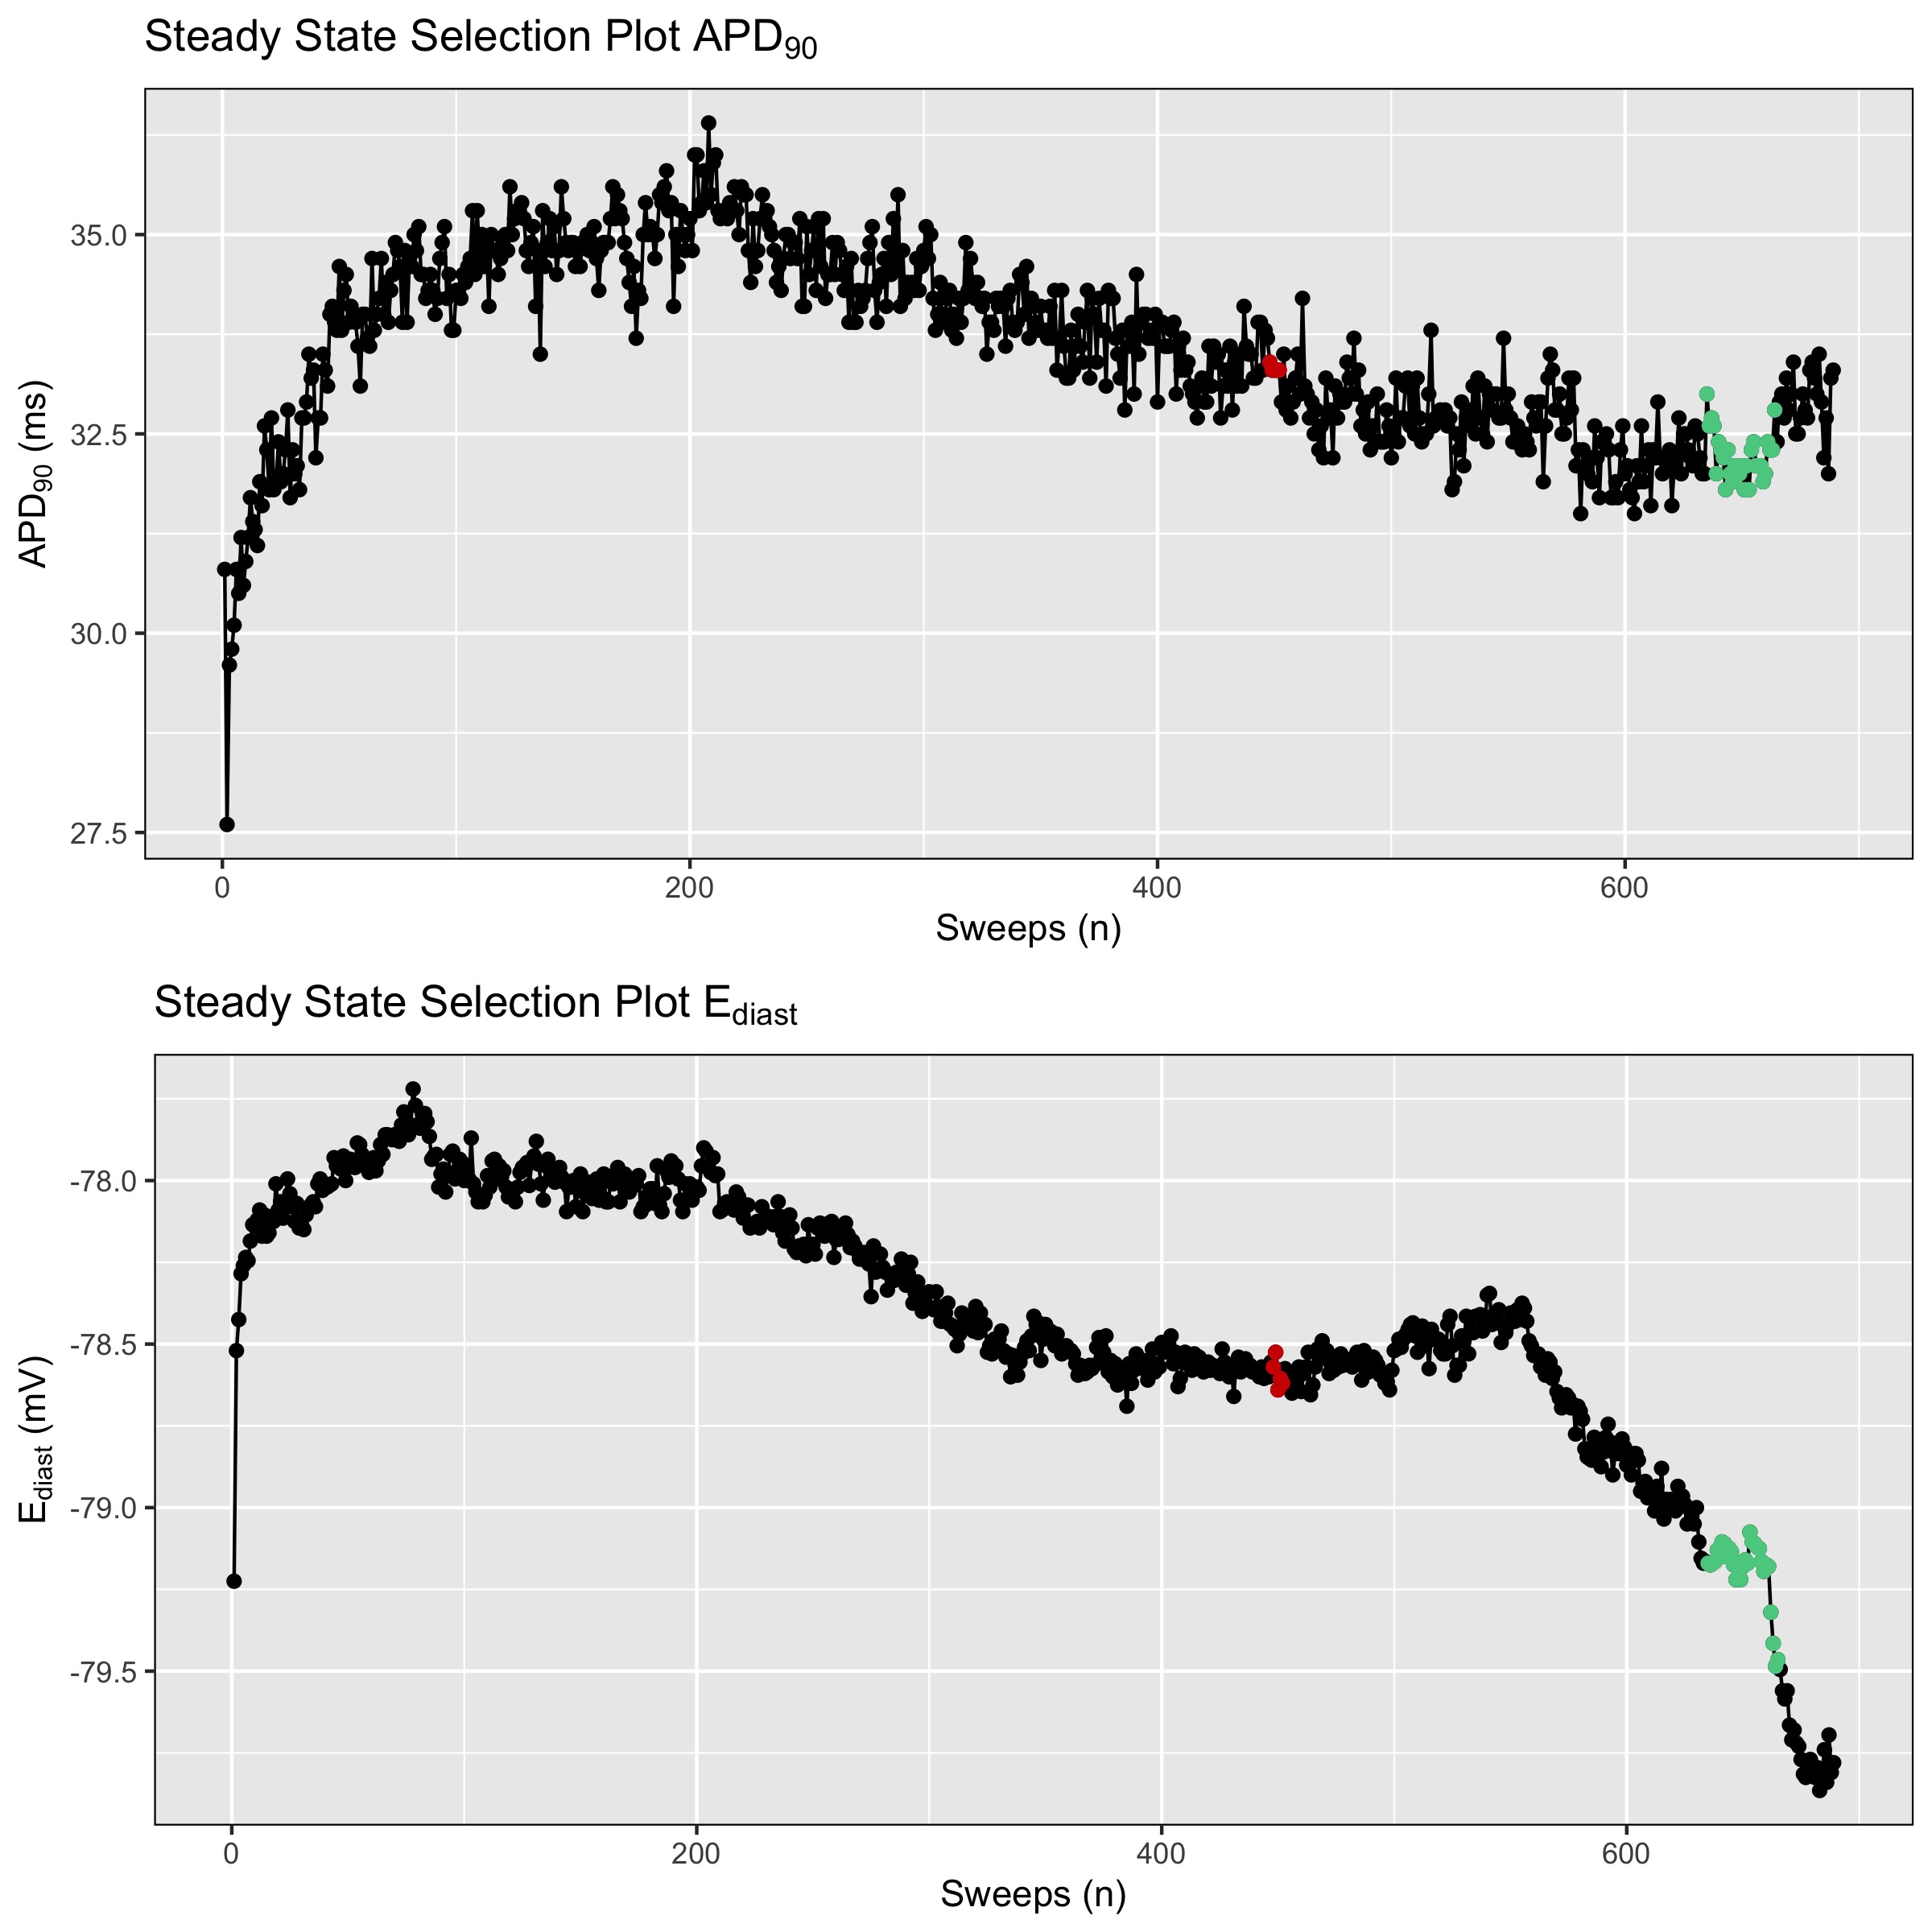 Steady State Selection Plot APD90
35.0
32.5
30.0
27.5
APD90 (ms)
0 200 400 600
Sweeps (n)
Steady State Selection Plot Ediast
-78.0
-78.5
-79.0
-79.5
Ediast (mV)
0 200 400 600
Sweeps (n)